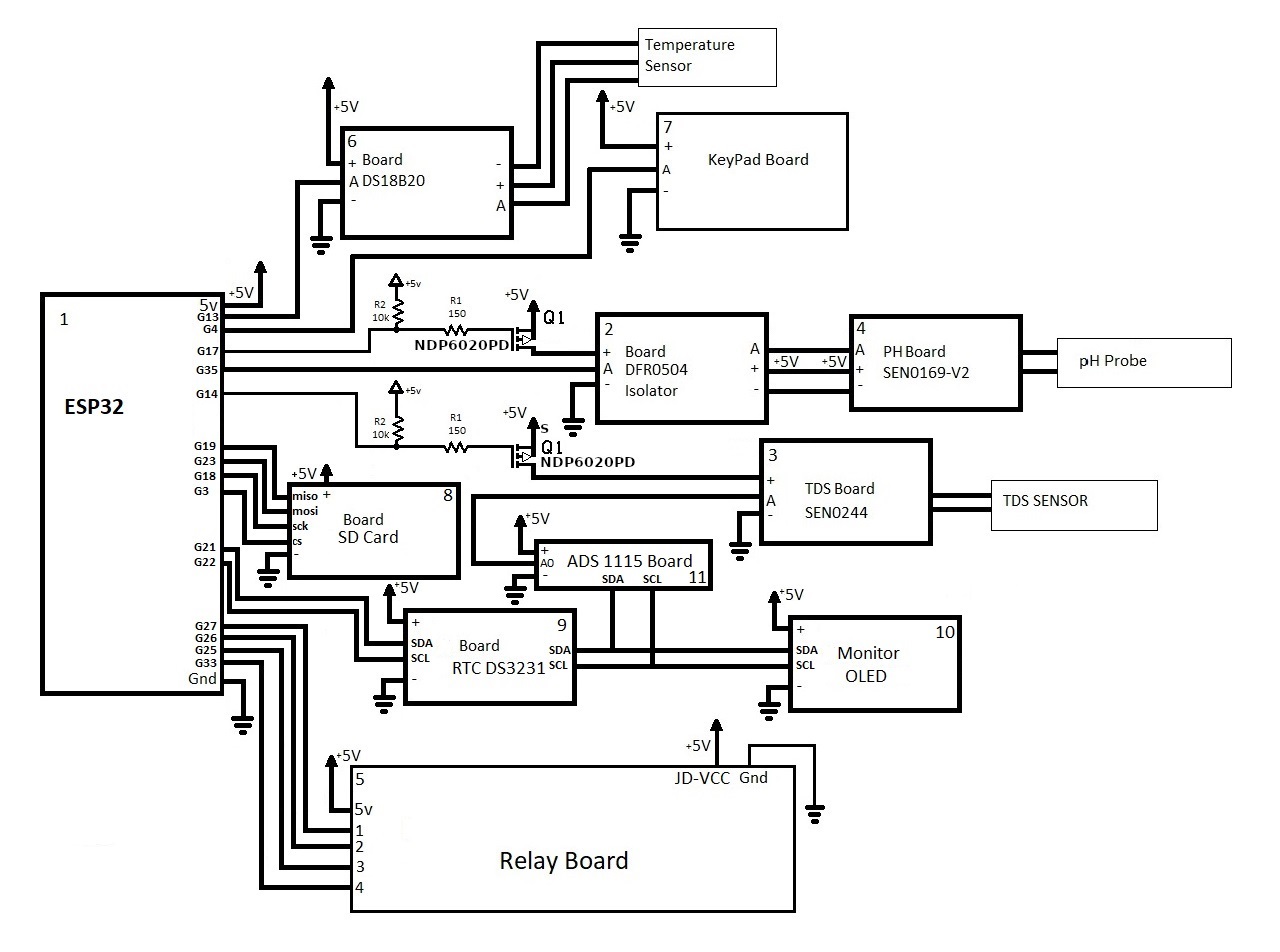 Temperature
Sensor
+5V
6
Board
DS18B20
+
A
-
-
+
A
+5V
7
KeyPad Board
+
A
-
1
ESP32
5v
G13
G4
G17
G35
G14
G19
G23
G18
G3
G21
G22
G27
G26
G25
G33
Gnd
+5V
+5v
R2
10k
R1
150
+5V
Q1
NDP6020PD
2
Board
DFR0504
Isolator
+
A
-
A
+
-
+5V
+5V
4
PH Board
SEN0169-V2
A
+
-
pH Probe
+5v
R2
10k
R1
150
+5V
S
Q1
NDP6020PD
3
TDS Board
SEN0244
+
A
-
TDS SENSOR
+5V
8
miso +
mosi
sck
cs
-
Board
SD Card
+5V
+
A0
-
ADS 1115 Board
SDA SCL 11
+5V
9
+
SDA
SCL
-
Board
RTC DS3231
SDA
SCL
+5V
10
+
SDA
SCL
-
Monitor
OLED
+5V
5
5v
1
2
3
4
+5V
JD-VCC Gnd
Relay Board